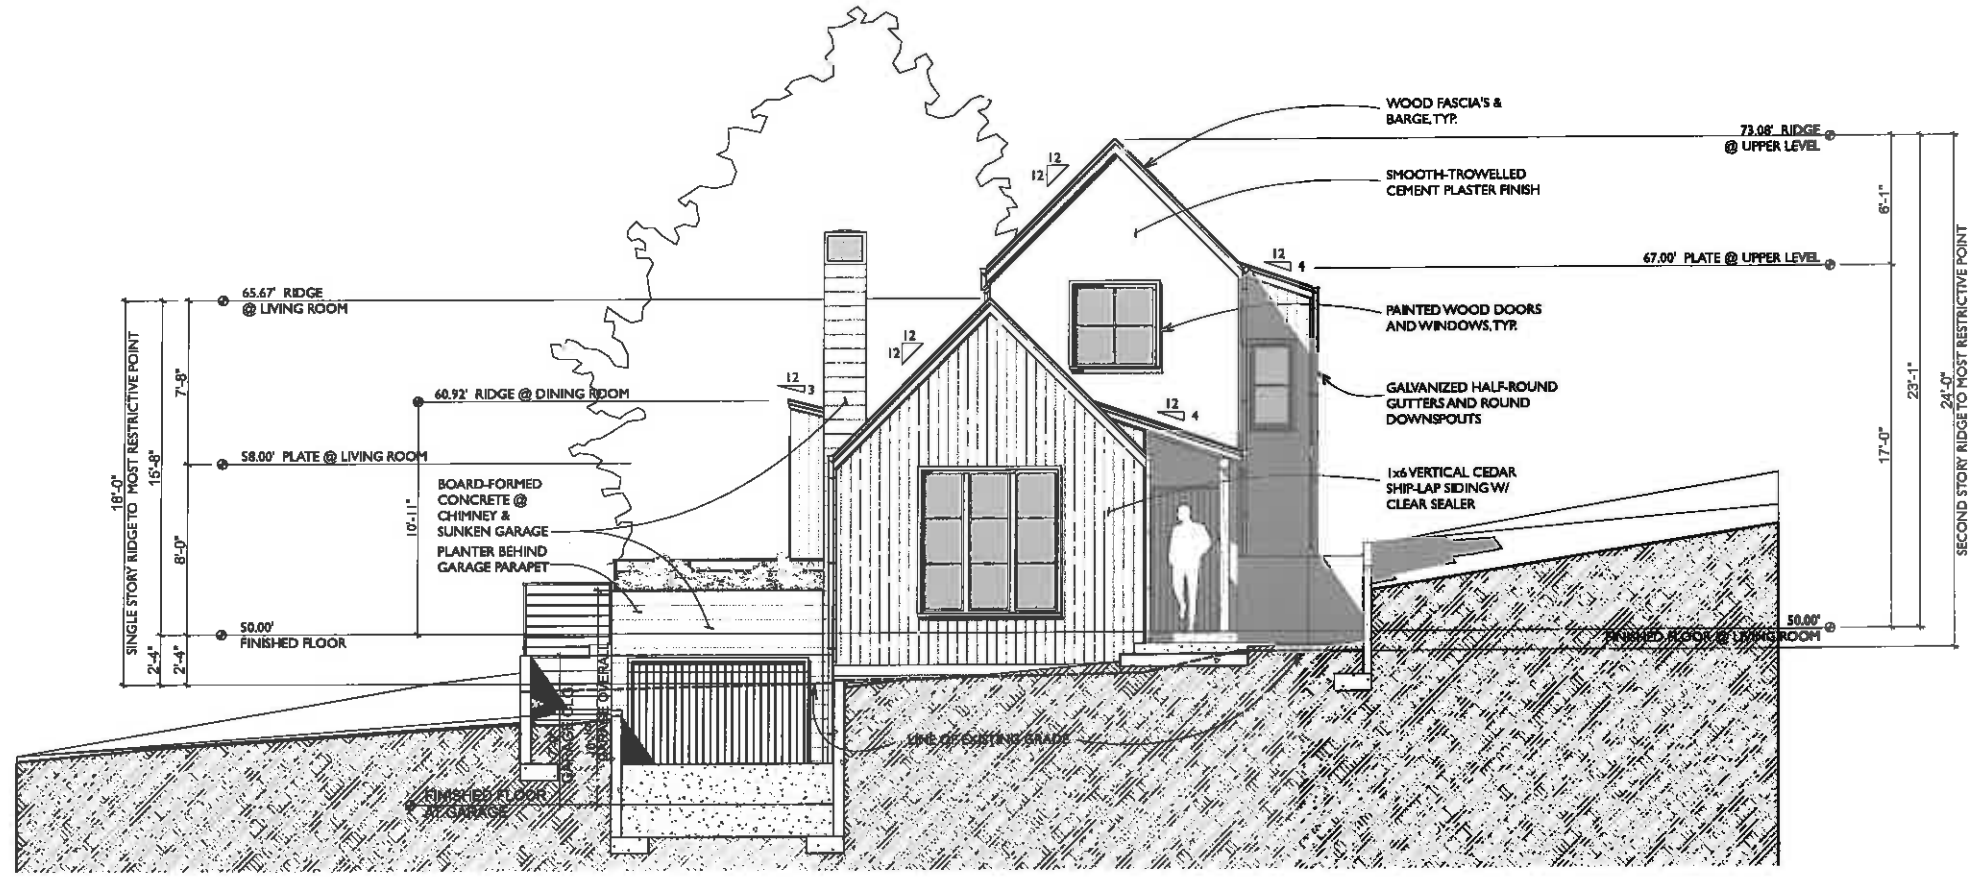 WOOD FASCIA'S &
BARGE, TYP.
73.08' RIDGE
@ UPPER LEVEL
12
12
SMOOTH-TROWELLED
CEMENT PLASTER FINISH
6'-1"
12
4
67.00' PLATE @ UPPER LEVEL
65.67' RIDGE
@ LIVING ROOM
PAINTED WOOD DOORS
AND WINDOWS, TYP.
12
12
12
3
60.92' RIDGE @ DINING ROOM
GALVANIZED HALF-ROUND
GUTTERS AND ROUND
DOWNSPOUTS
12
4
7'-8"
23'-1"
24'-0"
SECOND STORY RIDGE TO MOST RESTRICTIVE POINT
17'-0"
58.00' PLATE @ LIVING ROOM
18'-0"
SINGLE STORY RIDGE TO MOST RESTRICTIVE POINT
15'-8"
10'-11"
8'-0"
BOARD-FORMED
CONCRETE @
CHIMNEY &
SUNKEN GARAGE
PLANTER BEHIND
GARAGE PARAPET
1x6 VERTICAL CEDAR
SHIP-LAP SIDING W/
CLEAR SEALER
50.00'
FINISHED FLOOR
50.00'
FINISHED FLOOR @ LIVING ROOM
2'-4"
2'-4"
GARAGE CLG
GARAGE OVERALL
LINE OF EXISTING GRADE
FINISHED FLOOR
AT GARAGE